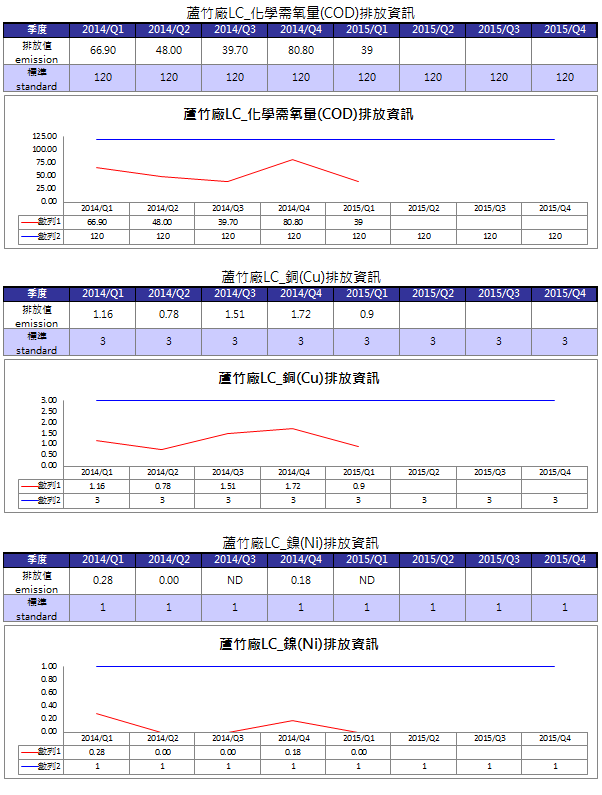 蘆竹廠LC_化學需氧量(COD)排放資訊
季度 2014/Q1 2014/Q2 2014/Q3 2014/Q4 2015/Q1 2015/Q2 2015/Q3 2015/Q4
排放值 emission 66.90 48.00 39.70 80.80 39
標準 standard 120 120 120 120 120 120 120 120
蘆竹廠LC_化學需氧量(COD)排放資訊
125.00
100.00
75.00
50.00
25.00
0.00
2014/Q1 2014/Q2 2014/Q3 2014/Q4 2015/Q1 2015/Q2 2015/Q3 2015/Q4
數列1 66.90 48.00 39.70 80.80 39
數列2 120 120 120 120 120 120 120 120
蘆竹廠LC_銅(Cu)排放資訊
季度 2014/Q1 2014/Q2 2014/Q3 2014/Q4 2015/Q1 2015/Q2 2015/Q3 2015/Q4
排放值 emission 1.16 0.78 1.51 1.72 0.9
標準 standard 3 3 3 3 3 3 3 3
蘆竹廠LC_銅(Cu)排放資訊
3.00
2.50
2.00
1.50
1.00
0.50
0.00
2014/Q1 2014/Q2 2014/Q3 2014/Q4 2015/Q1 2015/Q2 2015/Q3 2015/Q4
數列1 1.16 0.78 1.51 1.72 0.9
數列2 3 3 3 3 3 3 3 3
蘆竹廠LC_鎳(Ni)排放資訊
季度 2014/Q1 2014/Q2 2014/Q3 2014/Q4 2015/Q1 2015/Q2 2015/Q3 2015/Q4
排放值 emission 0.28 0.00 ND 0.18 ND
標準 standard 1 1 1 1 1 1 1 1
蘆竹廠LC_鎳(Ni)排放資訊
1.00
0.80
0.60
0.40
0.20
0.00
2014/Q1 2014/Q2 2014/Q3 2014/Q4 2015/Q1 2015/Q2 2015/Q3 2015/Q4
數列1 0.28 0.00 0.00 0.18 0.00
數列2 1 1 1 1 1 1 1 1